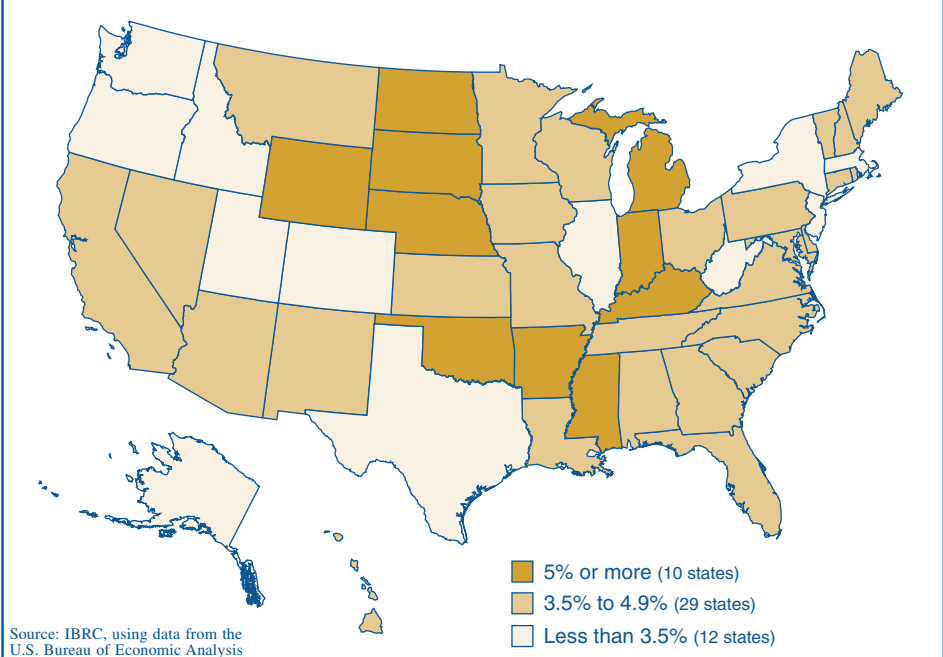 5% or more (10 states)
3.5% to 4.9% (29 states)
Less than 3.5% (12 states)
Source: IBRC, using data from the
U.S. Bureau of Economic Analysis